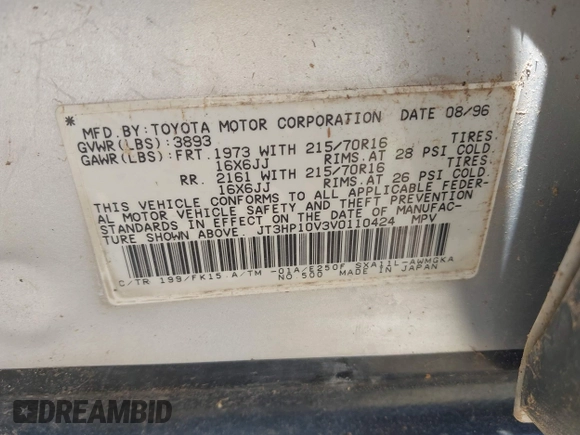 * MFD. BY: TOYOTA MOTOR CORPORATION DATE 08/96
GVWR(LBS): 3893
GAWR(LBS): FRT. 1973 WITH 215/70R16 TIRES.
16X6JJ RIMS.AT 28 PSI COLD.
RR. 2161 WITH 215/70R16 TIRES.
16X6JJ RIMS.AT 26 PSI COLD.
THIS VEHICLE CONFORMS TO ALL APPLICABLE FEDER-
AL MOTOR VEHICLE SAFETY AND THEFT PREVENTION
STANDARDS IN EFFECT ON THE DATE OF MANUFAC-
TURE SHOWN ABOVE. JT3HP10V3V0110424 MPV
C/TR 199/FK15.A/TM -01A/E250F SXA11L-AWMGKA
NO.500 MADE IN JAPAN
DREAMBID